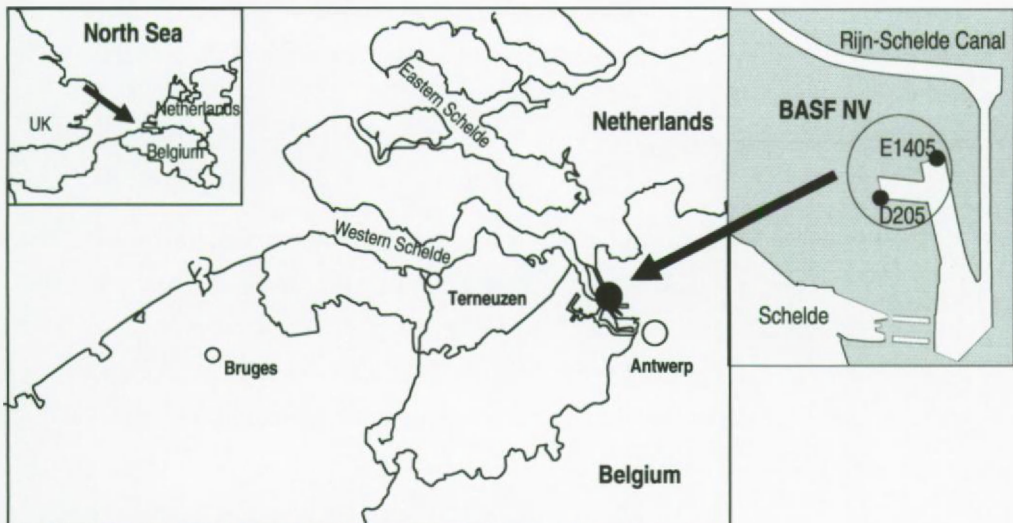 North Sea
UK
Netherlands
Belgium
Eastern Schelde
Netherlands
Western Schelde
Terneuzen
Bruges
Antwerp
Belgium
Rijn-Schelde Canal
BASF NV
E1405
D205
Schelde